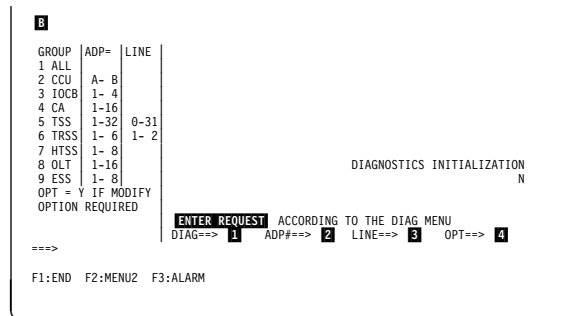 B
GROUP |ADP= |LINE |
1 ALL | | |
2 CCU | A- B| |
3 IOCB| 1- 4| |
4 CA | 1-16| |
5 TSS | 1-32| 0-31|
6 TRSS| 1- 6| 1- 2|
7 HTSS| 1- 8| |
8 OLT | 1-16| | DIAGNOSTICS INITIALIZATION
9 ESS | 1- 8| | N
OPT = Y IF MODIFY |
OPTION REQUIRED |
ENTER REQUEST ACCORDING TO THE DIAG MENU
DIAG==> 1 ADP#==> 2 LINE==> 3 OPT==> 4
===>
F1:END F2:MENU2 F3:ALARM